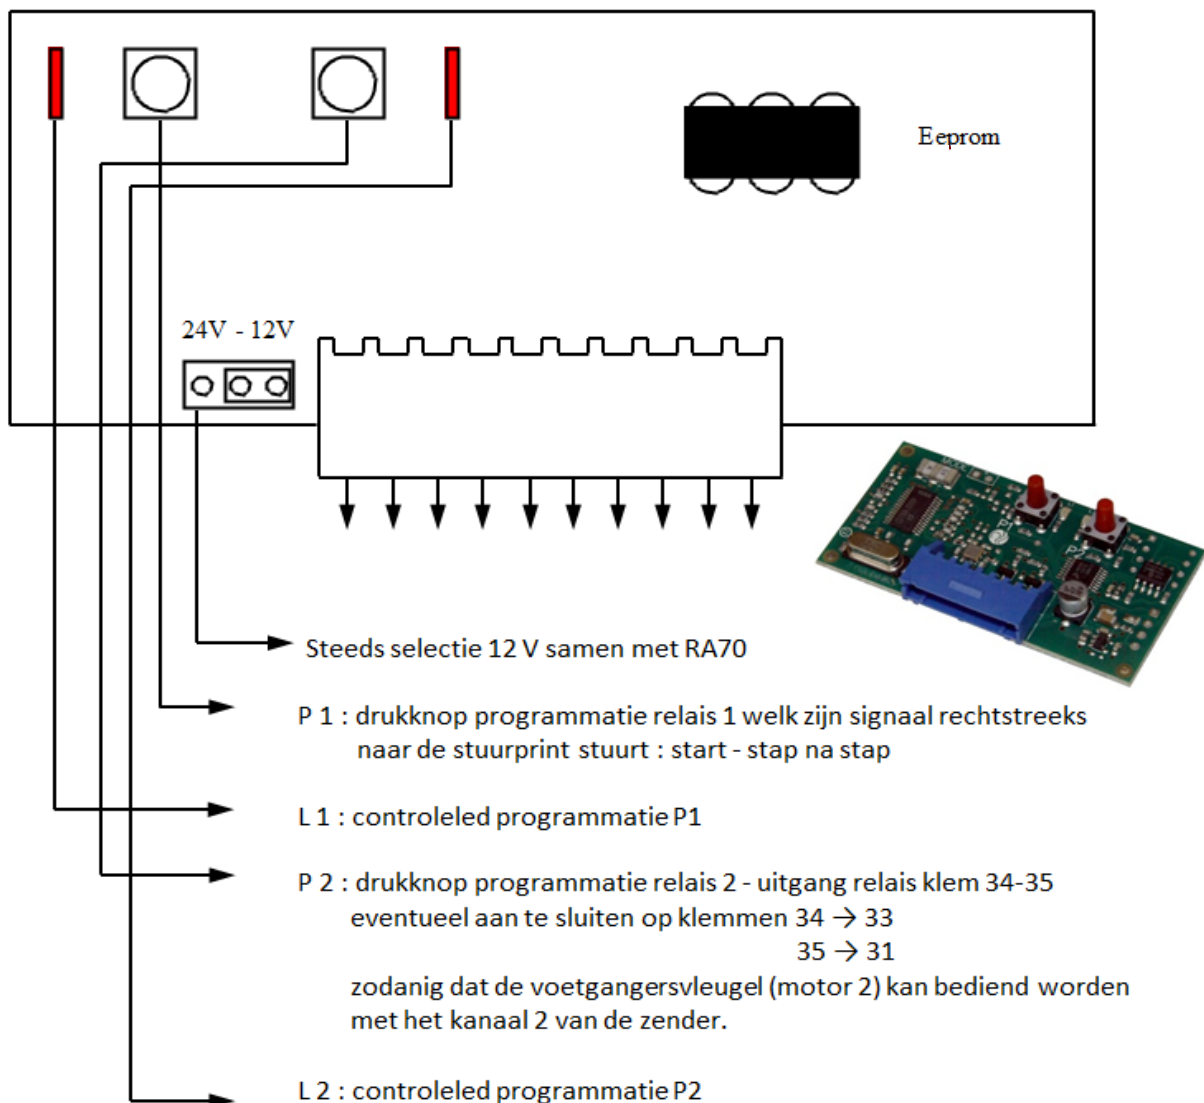 Eeprom
24V - 12V
Steeds selectie 12 V samen met RA70
P 1 : drukknop programmatie relais 1 welk zijn signaal rechtstreeks
naar de stuurprint stuurt : start - stap na stap
L 1 : controleled programmatie P1
P 2 : drukknop programmatie relais 2 - uitgang relais klem 34-35
eventueel aan te sluiten op klemmen 34 → 33
35 → 31
zodanig dat de voetgangersvleugel (motor 2) kan bediend worden
met het kanaal 2 van de zender.
L 2 : controleled programmatie P2
P1
P2